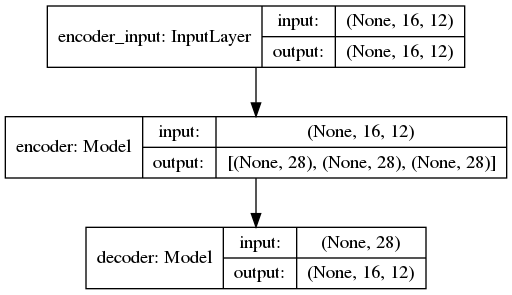 encoder_input: InputLayer
input: (None, 16, 12)
output: (None, 16, 12)
encoder: Model
input: (None, 16, 12)
output: [(None, 28), (None, 28), (None, 28)]
decoder: Model
input: (None, 28)
output: (None, 16, 12)